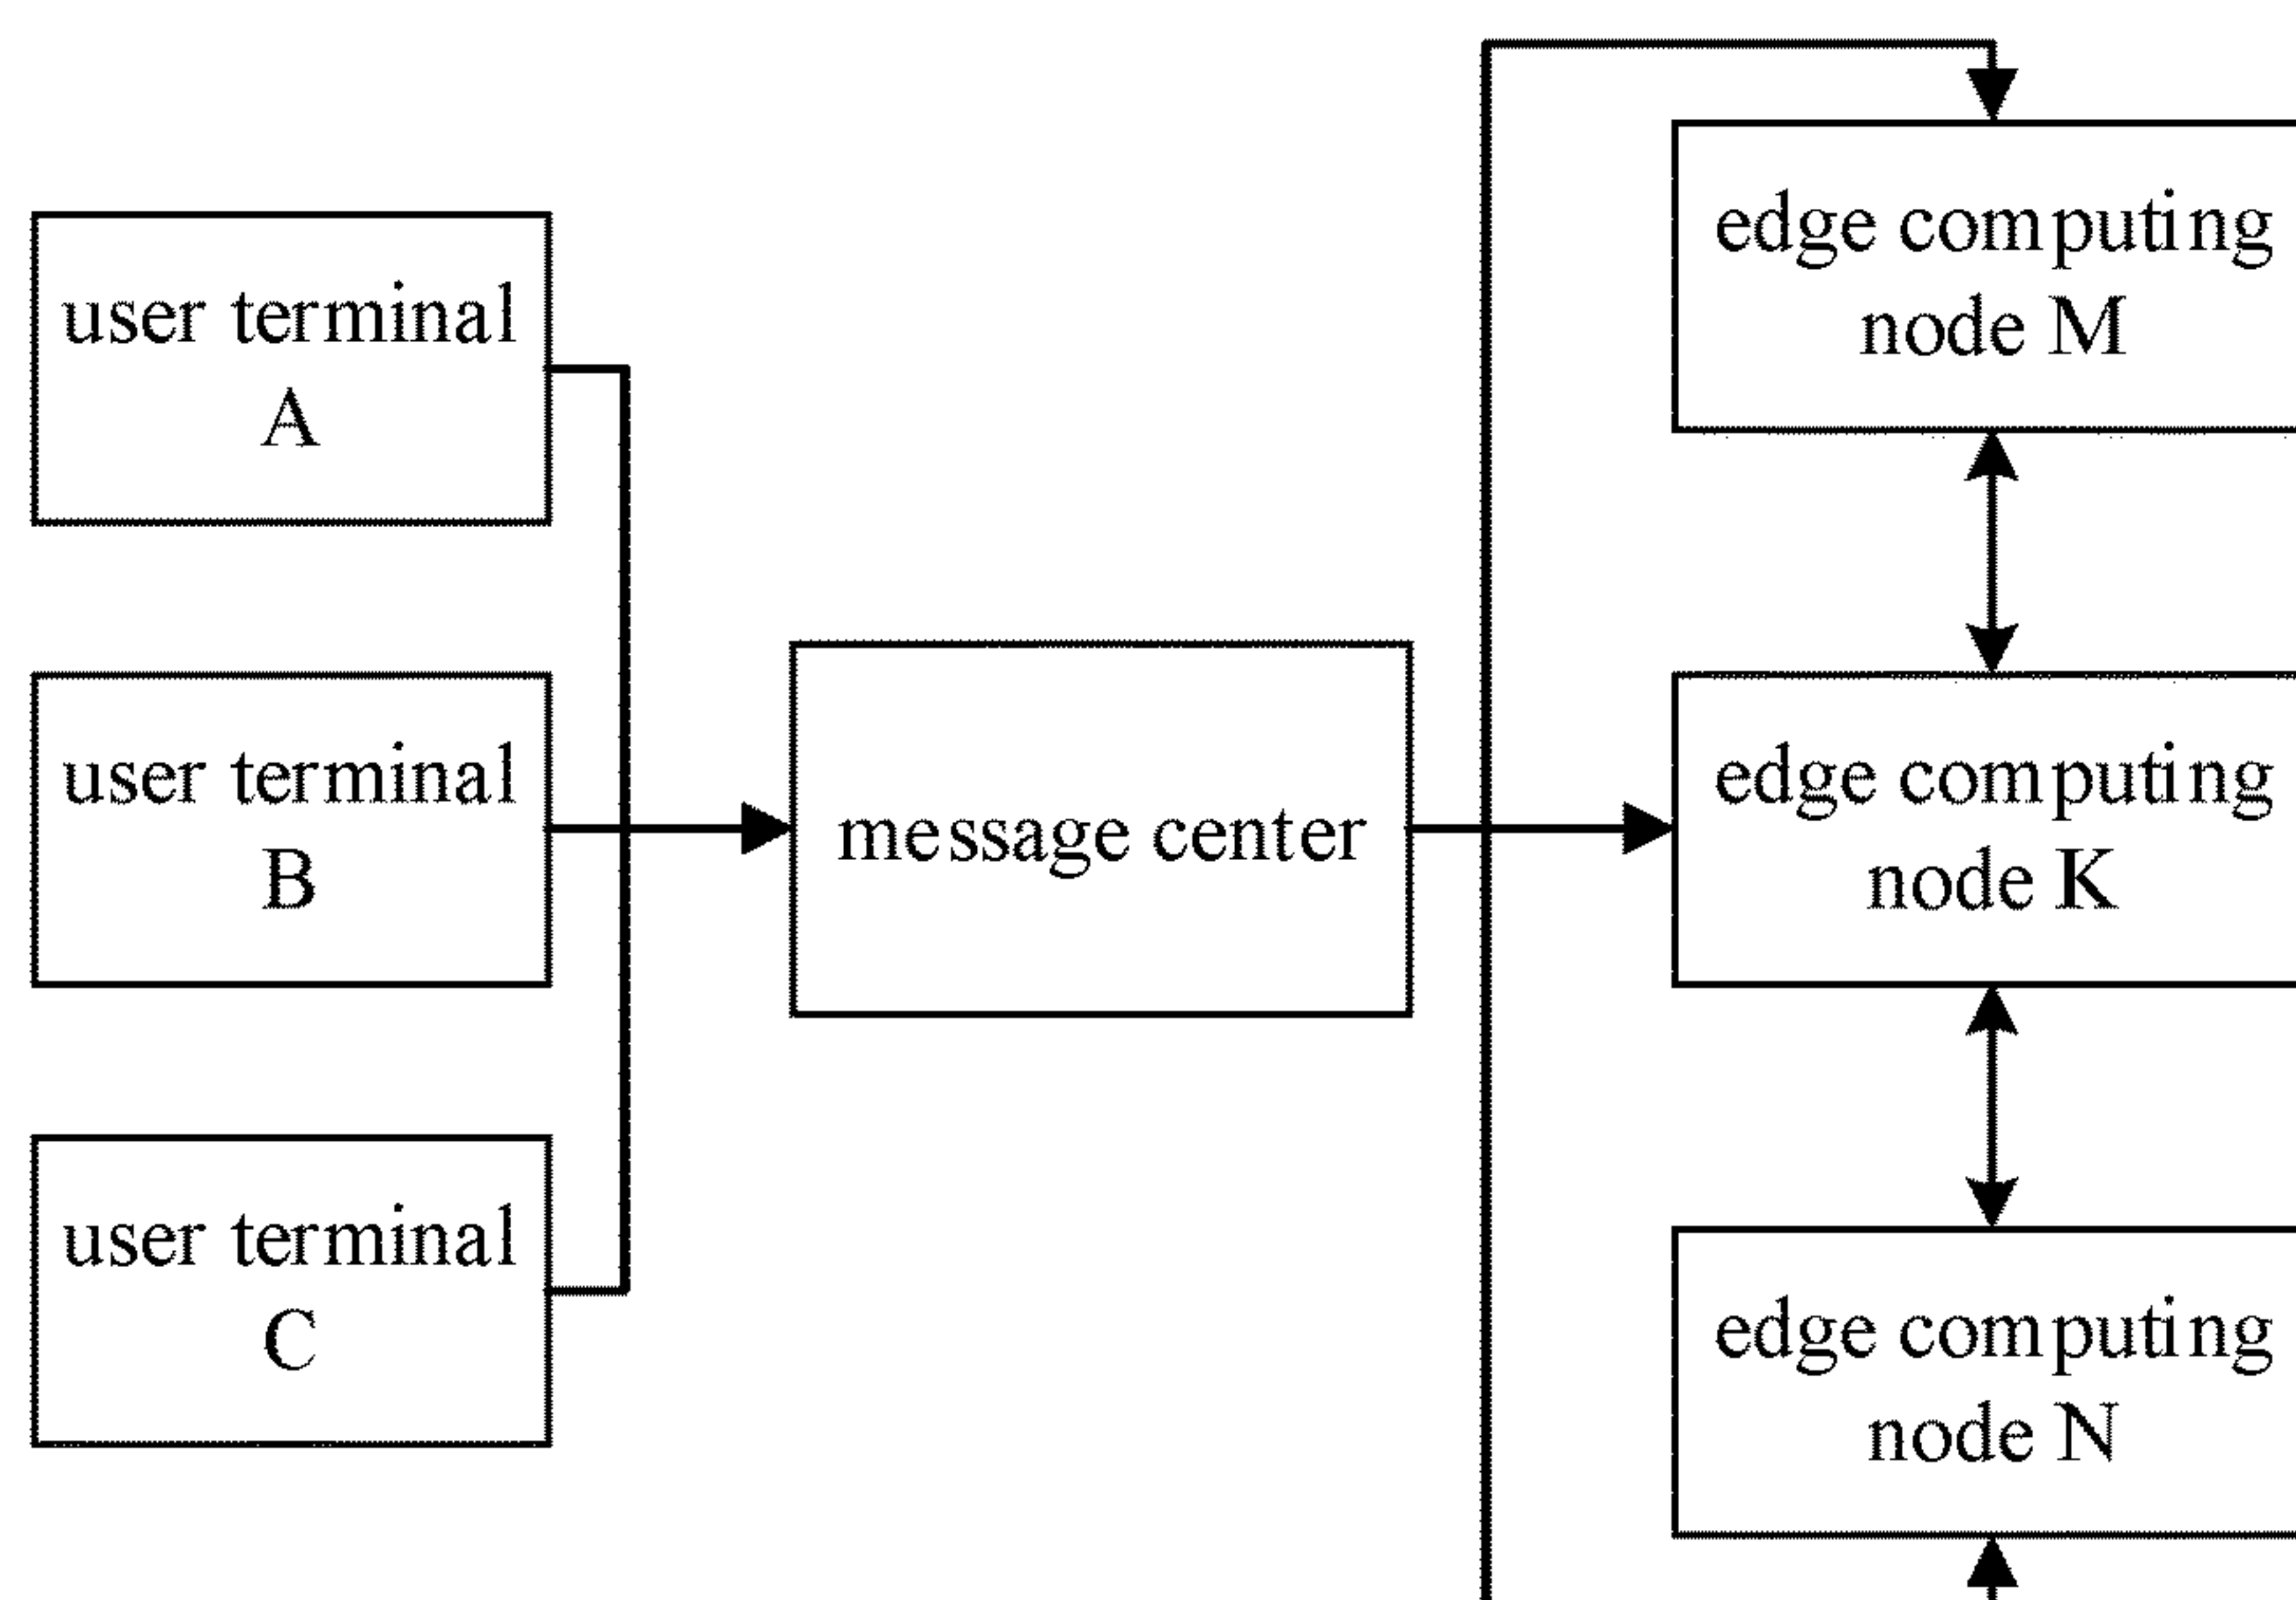 user terminal
A
user terminal
B
user terminal
C
message center
edge computing
node M
edge computing
node K
edge computing
node N